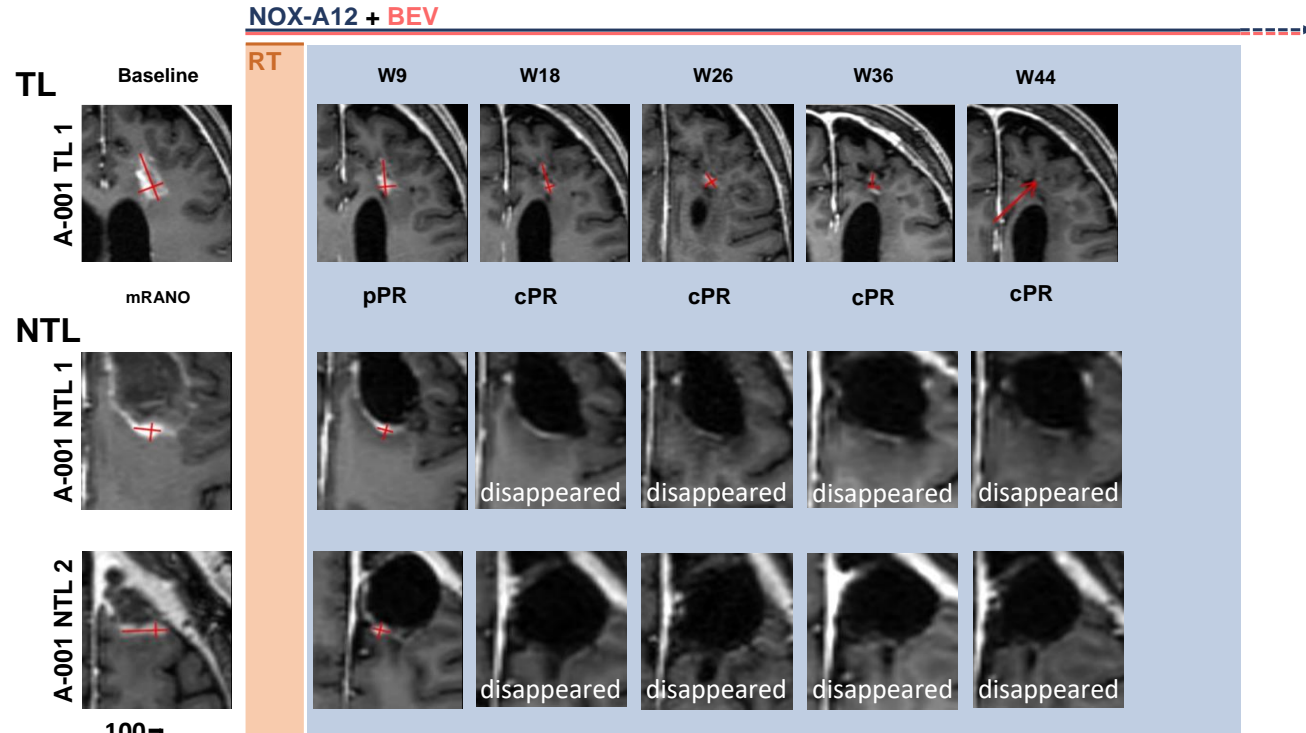 NOX-A12 + BEV
RT
TL
Baseline
W9
W18
W26
W36
W44
A-001 TL 1
mRANO
pPR
cPR
cPR
cPR
cPR
NTL
A-001 NTL 1
disappeared
disappeared
disappeared
disappeared
A-001 NTL 2
disappeared
disappeared
disappeared
disappeared
100